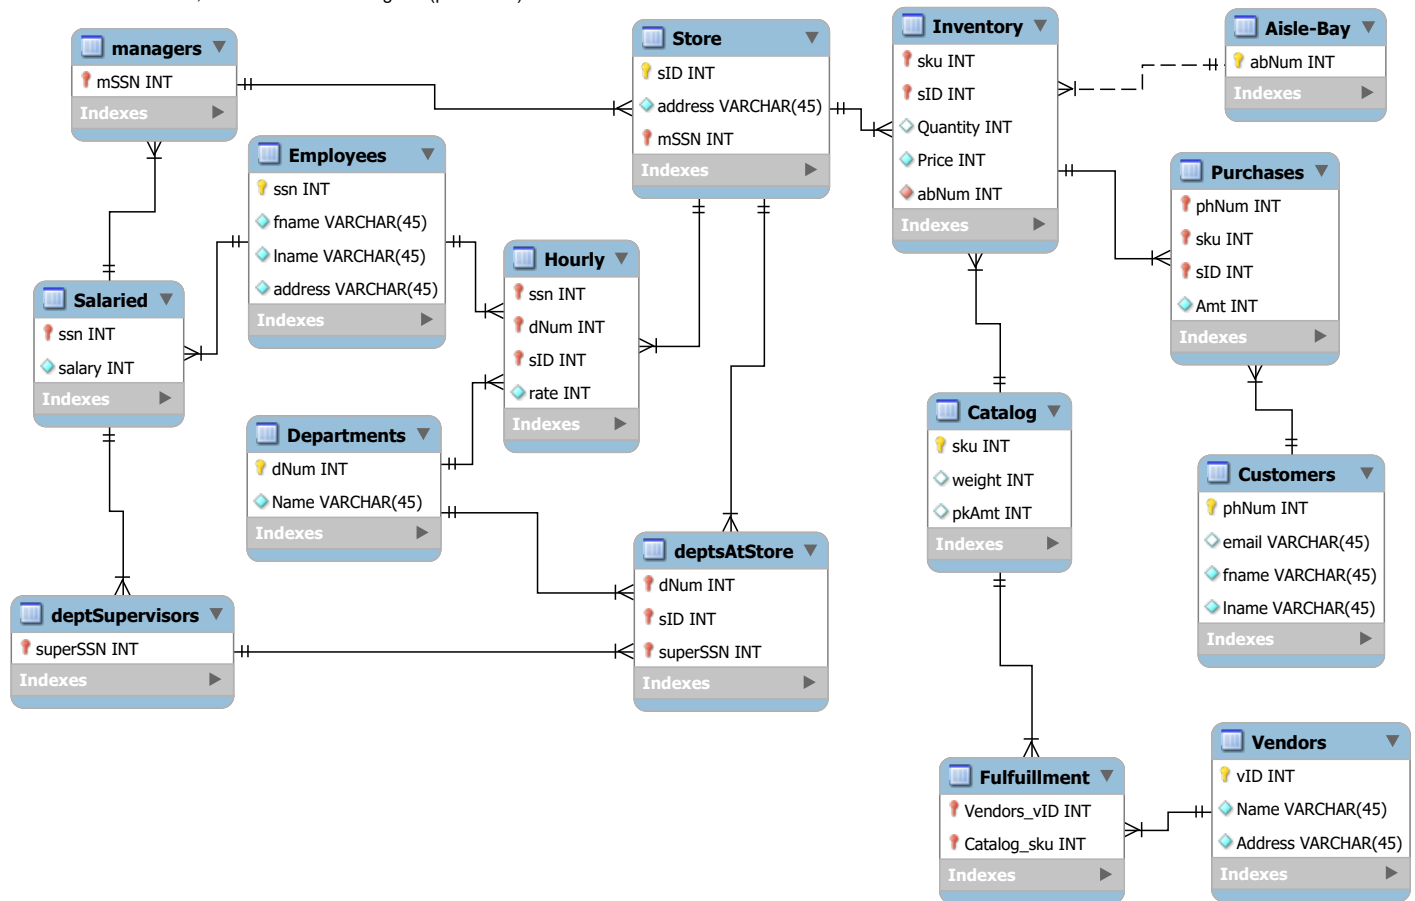 managers
mSSN INT
Indexes
Store
sID INT
address VARCHAR(45)
mSSN INT
Indexes
Inventory
sku INT
sID INT
Quantity INT
Price INT
abNum INT
Indexes
Aisle-Bay
abNum INT
Indexes
Employees
ssn INT
fname VARCHAR(45)
lname VARCHAR(45)
address VARCHAR(45)
Indexes
Purchases
phNum INT
sku INT
sID INT
Amt INT
Indexes
Hourly
ssn INT
dNum INT
sID INT
rate INT
Indexes
Salaried
ssn INT
salary INT
Indexes
Departments
dNum INT
Name VARCHAR(45)
Indexes
Catalog
sku INT
weight INT
pkAmt INT
Indexes
Customers
phNum INT
email VARCHAR(45)
fname VARCHAR(45)
lname VARCHAR(45)
Indexes
deptsAtStore
dNum INT
sID INT
superSSN INT
Indexes
deptSupervisors
superSSN INT
Indexes
Fulfuillment
Vendors_vID INT
Catalog_sku INT
Indexes
Vendors
vID INT
Name VARCHAR(45)
Address VARCHAR(45)
Indexes